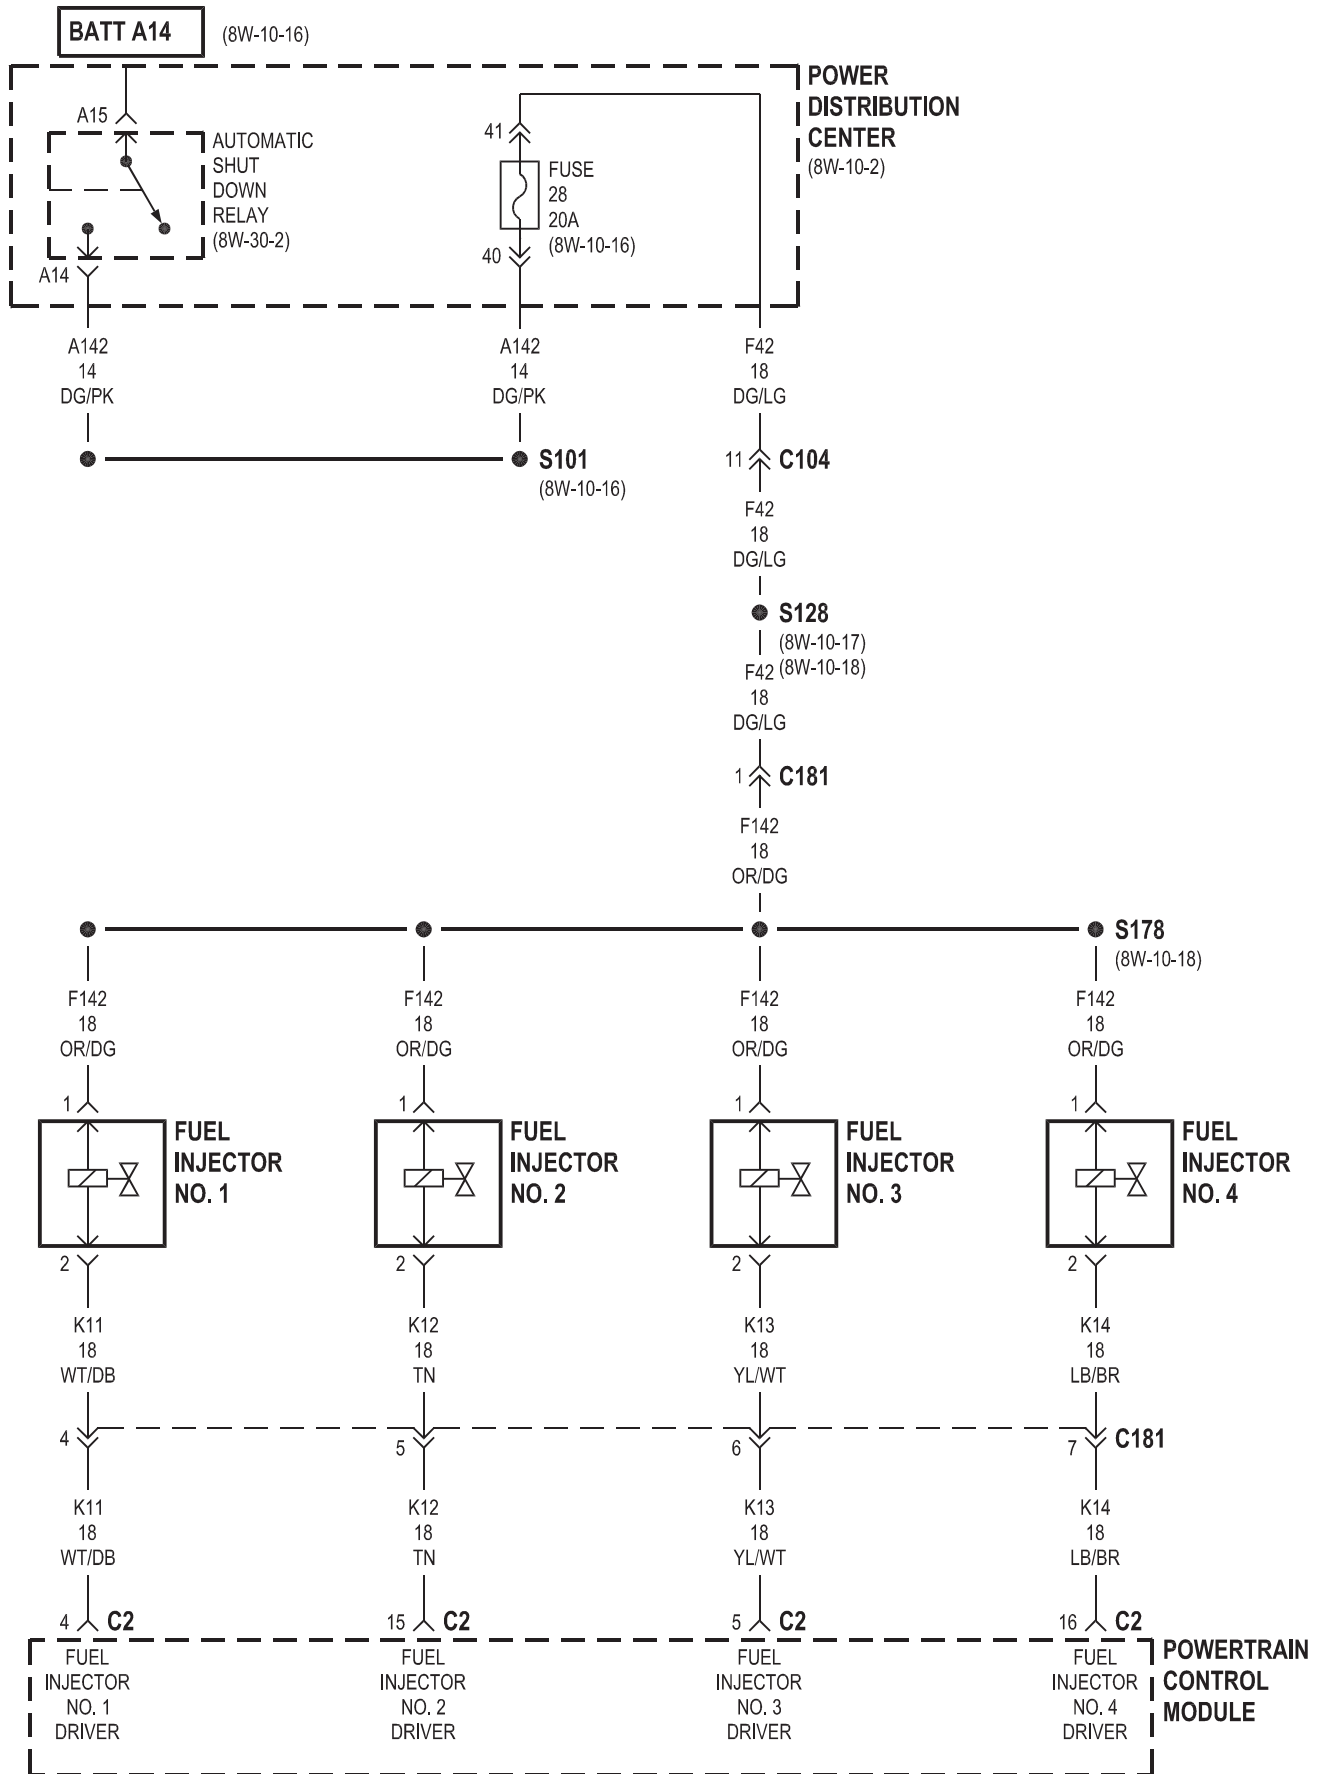 BATT A14
(8W-10-16)
POWER
DISTRIBUTION
CENTER
(8W-10-2)
A15
AUTOMATIC
SHUT
DOWN
RELAY
(8W-30-2)
A14
41
FUSE
28
20A
(8W-10-16)
40
A142
14
DG/PK
A142
14
DG/PK
F42
18
DG/LG
S101
(8W-10-16)
11
C104
F42
18
DG/LG
S128
(8W-10-17)
(8W-10-18)
F42
18
DG/LG
1
C181
F142
18
OR/DG
S178
(8W-10-18)
F142
18
OR/DG
F142
18
OR/DG
F142
18
OR/DG
F142
18
OR/DG
1
FUEL
INJECTOR
NO. 1
2
1
FUEL
INJECTOR
NO. 2
2
1
FUEL
INJECTOR
NO. 3
2
1
FUEL
INJECTOR
NO. 4
2
K11
18
WT/DB
K12
18
TN
K13
18
YL/WT
K14
18
LB/BR
4
5
6
7
C181
K11
18
WT/DB
K12
18
TN
K13
18
YL/WT
K14
18
LB/BR
4 C2
15 C2
5 C2
16 C2
FUEL
INJECTOR
NO. 1
DRIVER
FUEL
INJECTOR
NO. 2
DRIVER
FUEL
INJECTOR
NO. 3
DRIVER
FUEL
INJECTOR
NO. 4
DRIVER
POWERTRAIN
CONTROL
MODULE